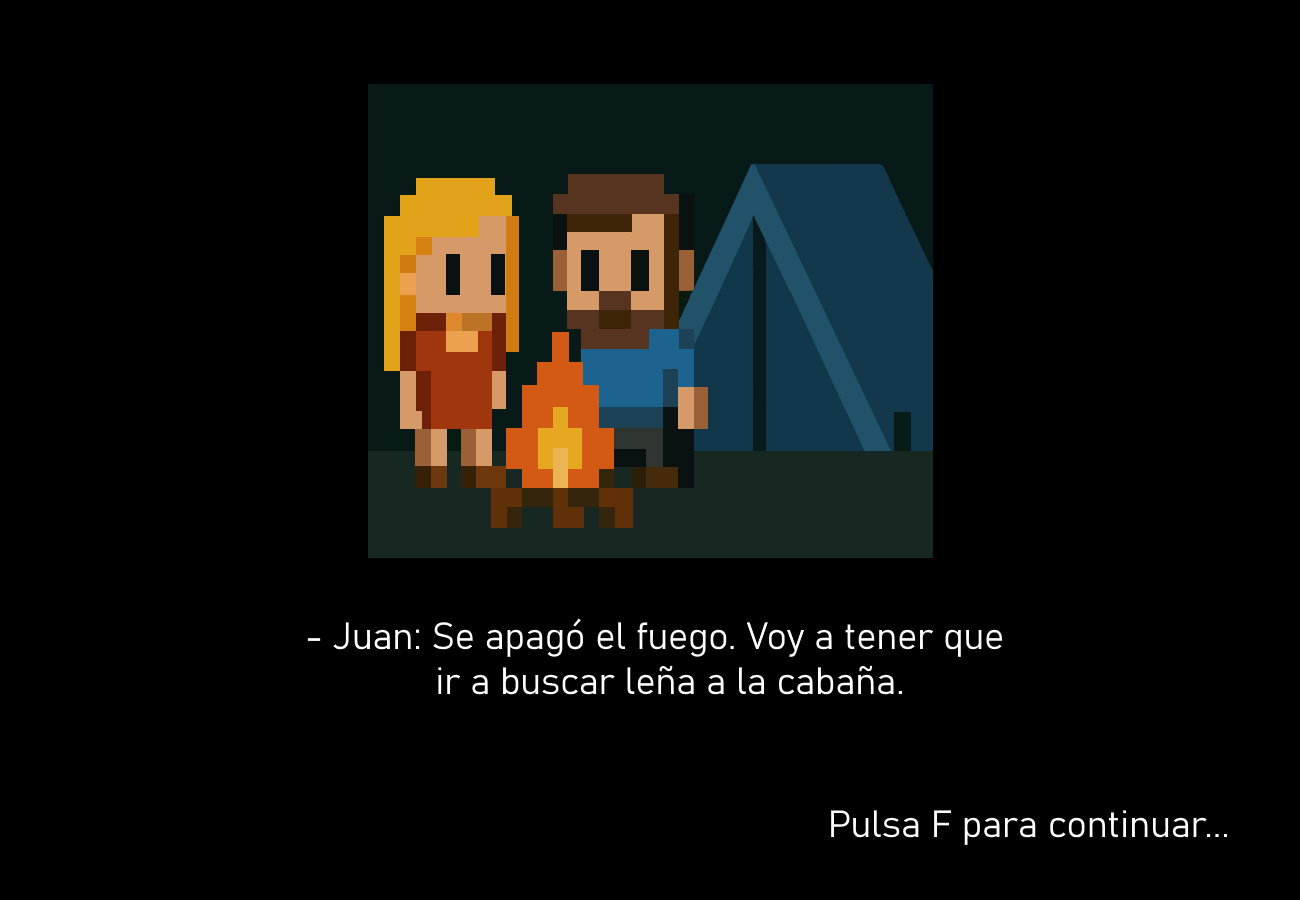 - Juan: Se apagó el fuego. Voy a tener que
ir a buscar leña a la cabaña.
Pulsa F para continuar...